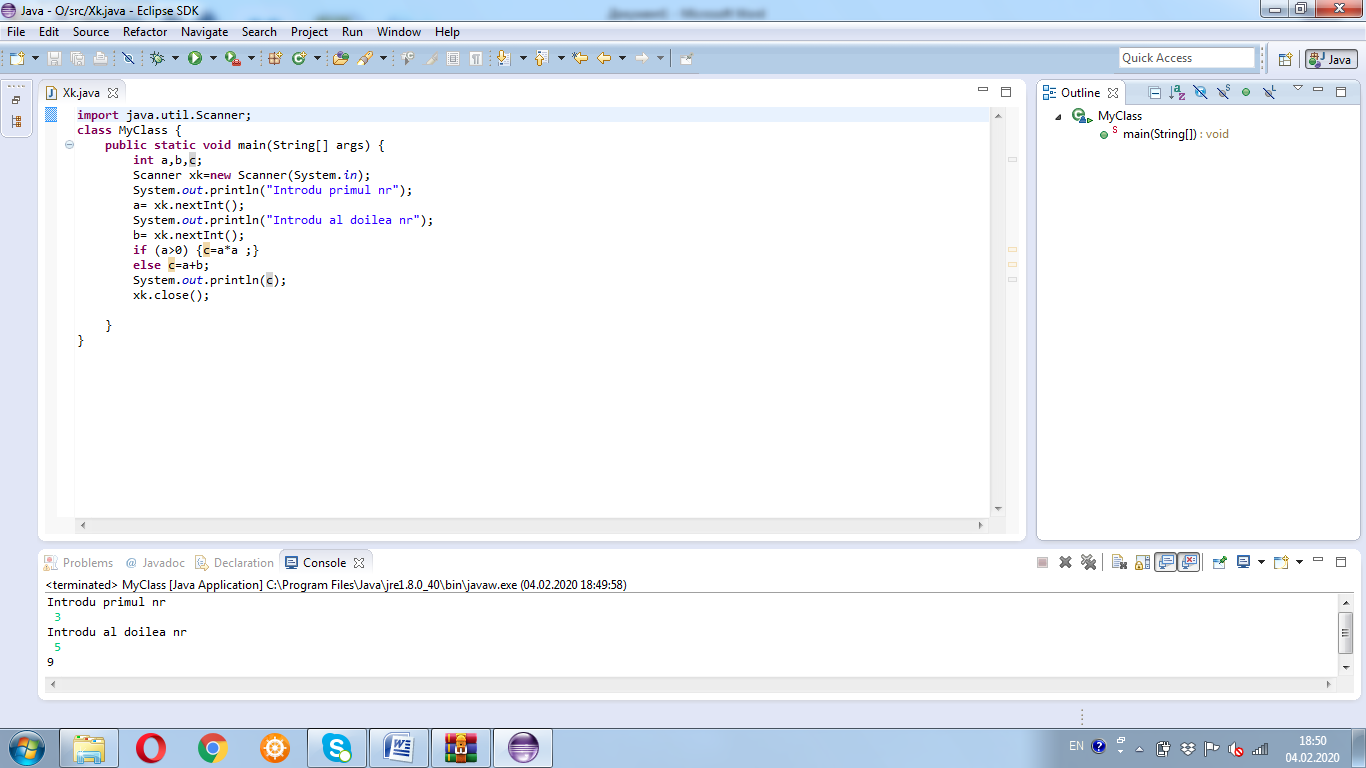 Java - O/src/Xk.java - Eclipse SDK
File Edit Source Refactor Navigate Search Project Run Window Help
Quick Access
Java
Xk.java
import java.util.Scanner;
class MyClass {
public static void main(String[] args) {
int a,b,c;
Scanner xk=new Scanner(System.in);
System.out.println("Introdu primul nr");
a= xk.nextInt();
System.out.println("Introdu al doilea nr");
b= xk.nextInt();
if (a>0) {c=a*a ;}
else c=a+b;
System.out.println(c);
xk.close();
}
}
Outline
MyClass
main(String[]) : void
Problems @ Javadoc Declaration Console
<terminated> MyClass [Java Application] C:\Program Files\Java\jre1.8.0_40\bin\javaw.exe (04.02.2020 18:49:58)
Introdu primul nr
3
Introdu al doilea nr
5
9
EN
18:50
04.02.2020